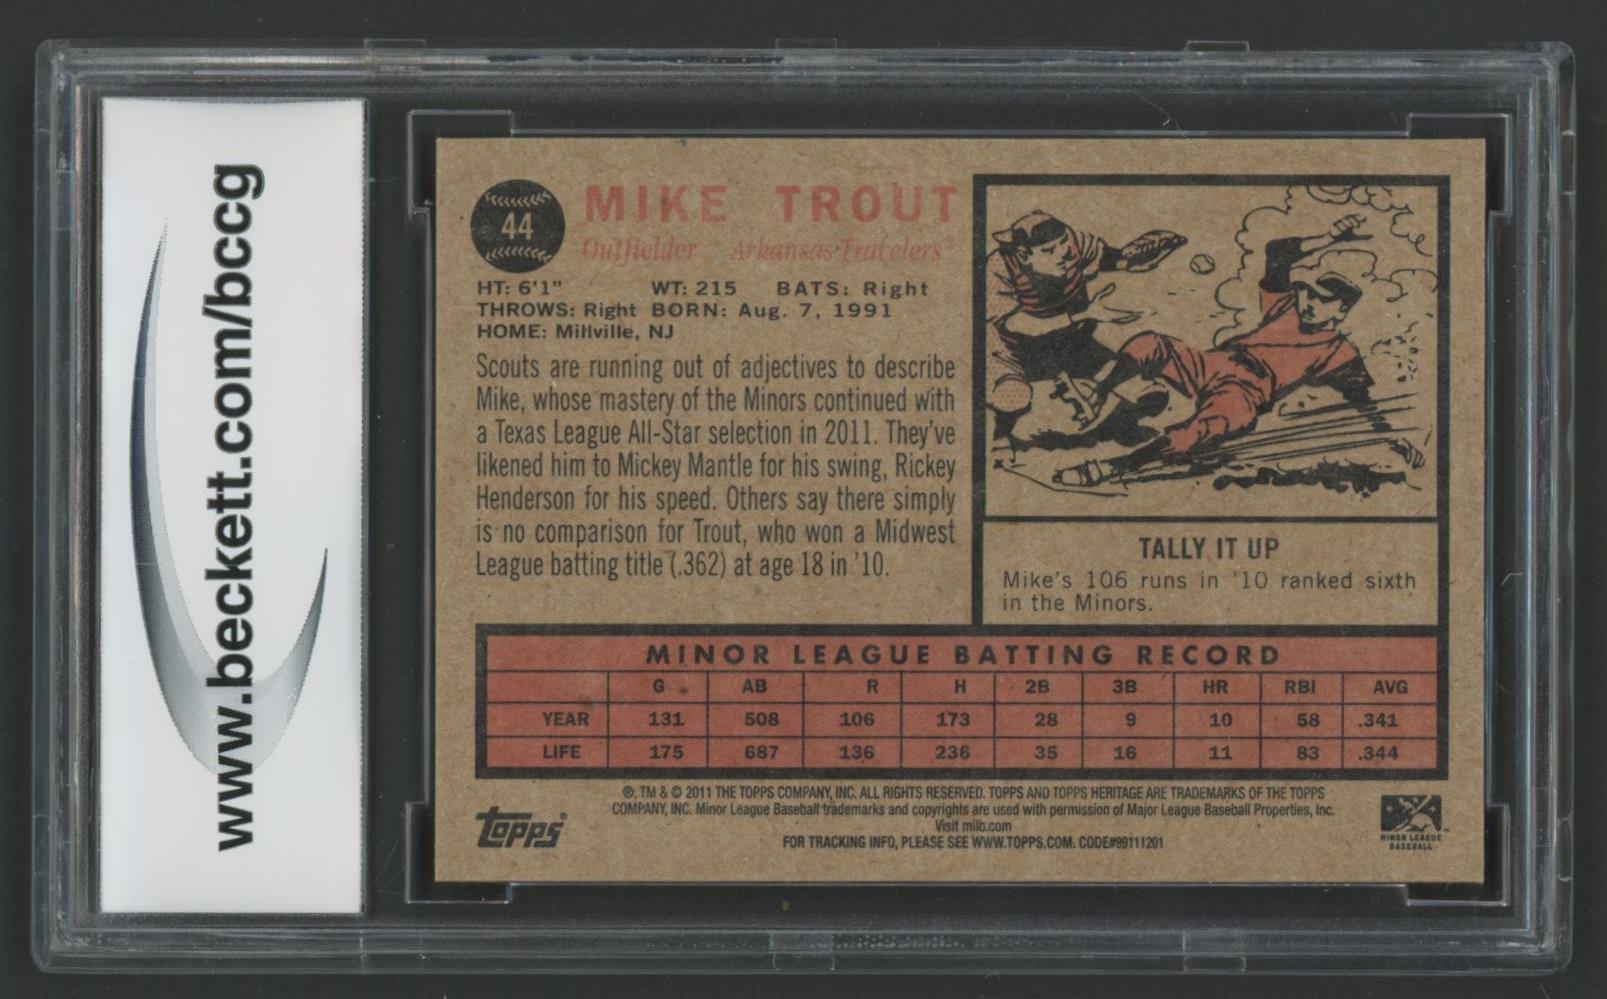 www.beckett.com/bccg
44
MIKE TROUT
Outfielder Arkansas Travelers®
HT: 6'1" WT: 215 BATS: Right
THROWS: Right BORN: Aug. 7, 1991
HOME: Millville, NJ
Scouts are running out of adjectives to describe
Mike, whose mastery of the Minors continued with
a Texas League All-Star selection in 2011. They've
likened him to Mickey Mantle for his swing, Rickey
Henderson for his speed. Others say there simply
is no comparison for Trout, who won a Midwest
League batting title (.362) at age 18 in '10.
TALLY IT UP
Mike's 106 runs in '10 ranked sixth
in the Minors.
MINOR LEAGUE BATTING RECORD
G AB R H 2B 3B HR RBI AVG
YEAR 131 508 106 173 28 9 10 58 .341
LIFE 175 687 136 236 35 16 11 83 .344
®, TM & © 2011 THE TOPPS COMPANY, INC. ALL RIGHTS RESERVED. TOPPS AND TOPPS HERITAGE ARE TRADEMARKS OF THE TOPPS
COMPANY, INC. Minor League Baseball trademarks and copyrights are used with permission of Major League Baseball Properties, Inc.
Visit milb.com
FOR TRACKING INFO, PLEASE SEE WWW.TOPPS.COM. CODE#99111201
topps
MINOR LEAGUE
BASEBALL